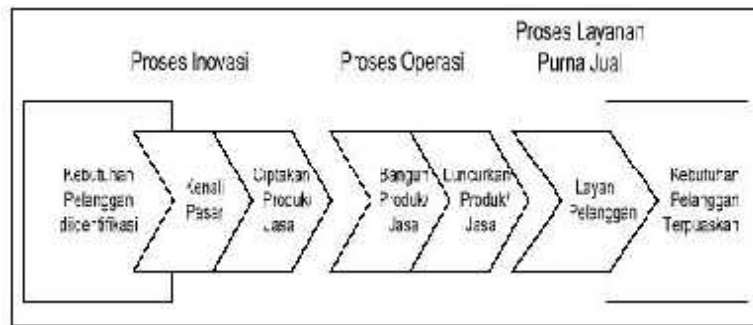 Proses Inovasi
Proses Operasi
Proses Layanan
Purna Jual
Kebutuhan
Pelanggan
diidentifikasi
Kenali
Pasar
Ciptakan
Produk/
Jasa
Bangun
Produk/
Jasa
Luncurkan
Produk/
Jasa
Layan
Pelanggan
Kebutuhan
Pelanggan
Terpuaskan